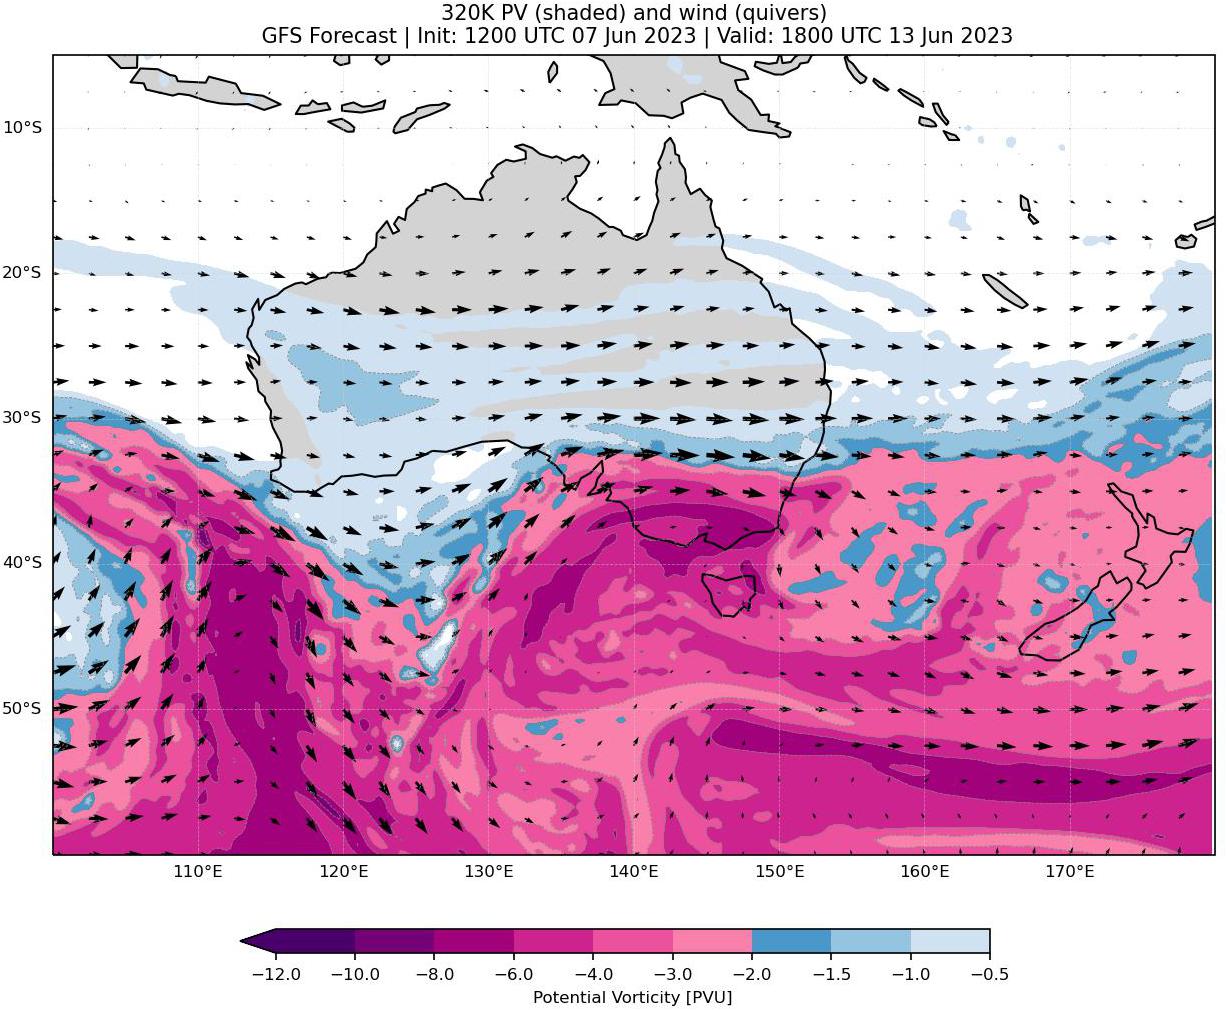 320K PV (shaded) and wind (quivers)
GFS Forecast | Init: 1200 UTC 07 Jun 2023 | Valid: 1800 UTC 13 Jun 2023
10°S
20°S
30°S
40°S
50°S
110°E 120°E 130°E 140°E 150°E 160°E 170°E
−12.0 −10.0 −8.0 −6.0 −4.0 −3.0 −2.0 −1.5 −1.0 −0.5
Potential Vorticity [PVU]